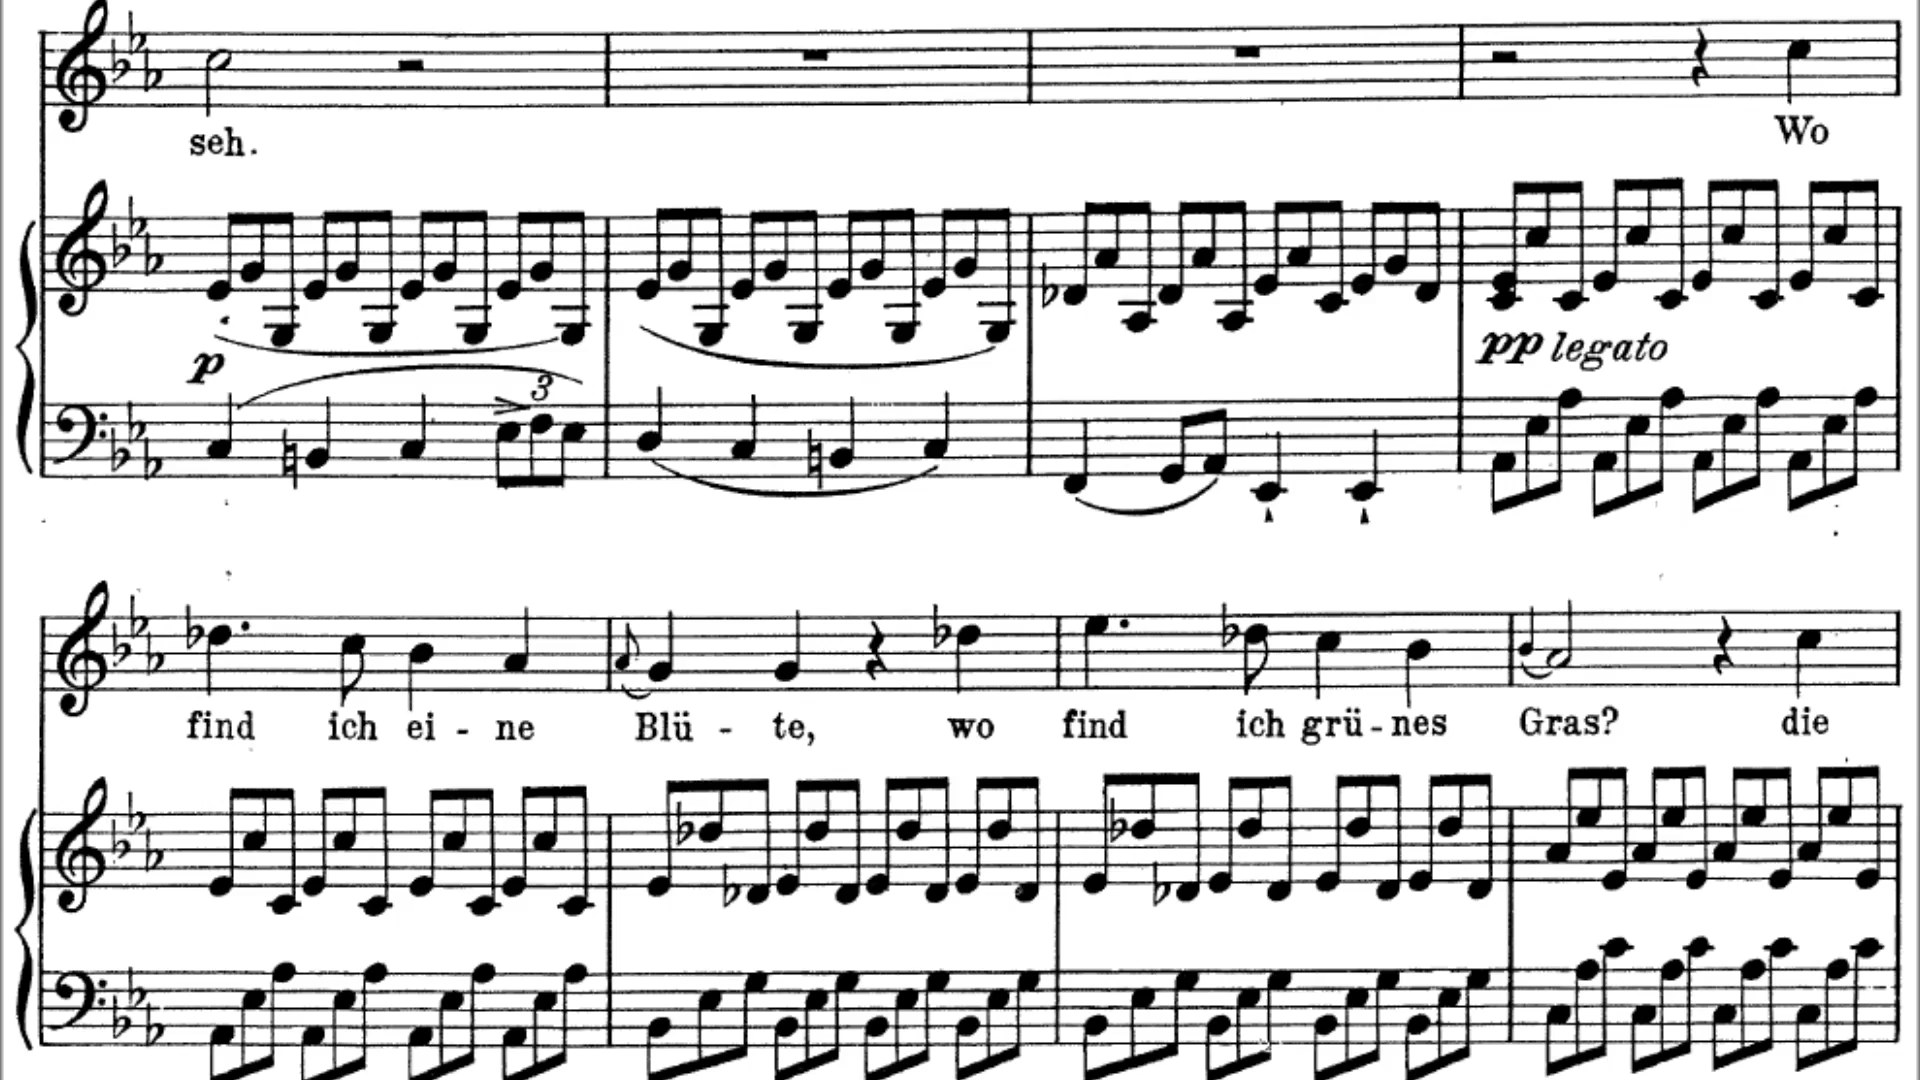 seh.
Wo
p
pp legato
3
find ich ei - ne Blü - te, wo find ich grü - nes Gras? die